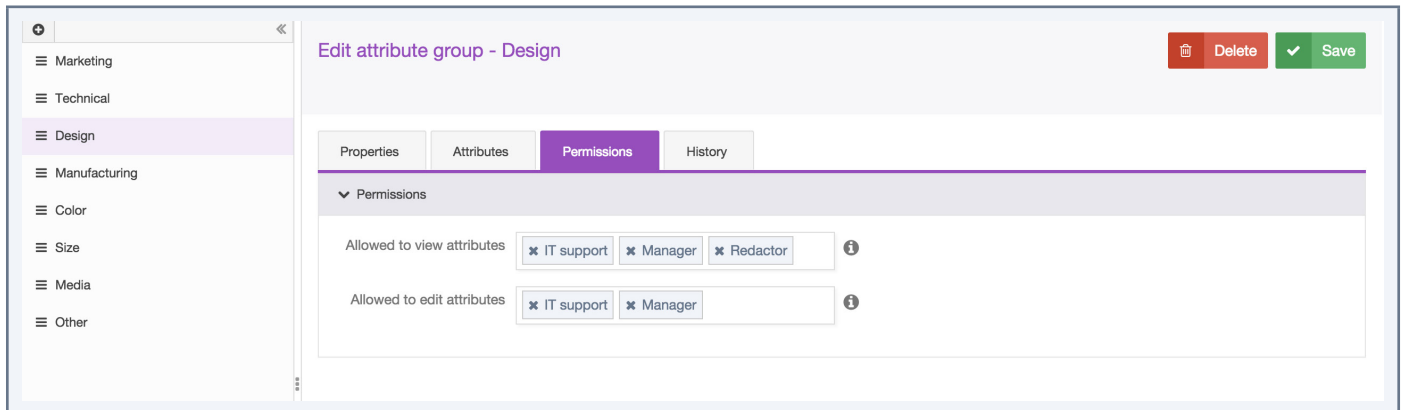 Marketing
Technical
Design
Manufacturing
Color
Size
Media
Other
Edit attribute group - Design
Delete
Save
Properties
Attributes
Permissions
History
Permissions
Allowed to view attributes
IT support
Manager
Redactor
Allowed to edit attributes
IT support
Manager